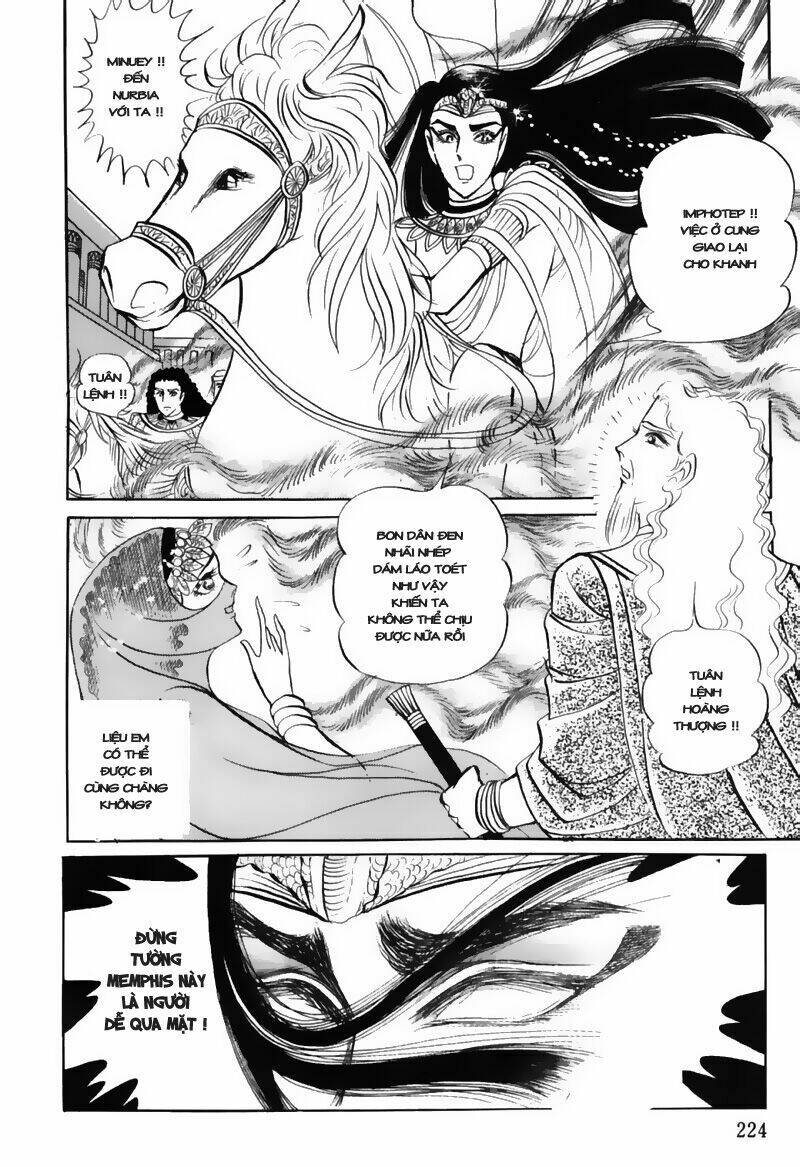 MINUEY !!
ĐẾN
NURBIA
VỚI TA !!
IMPHOTEP !!
VIỆC Ở CUNG
GIAO LẠI
CHO KHANH
TUÂN
LỆNH !!
BON DÂN ĐEN
NHÃI NHÉP
DÁM LÁO TOÉT
NHƯ VẬY
KHIẾN TA
KHÔNG THỂ CHỊU
ĐƯỢC NỮA RỒI
TUÂN
LỆNH
HOÀNG
THƯỢNG !!
LIỆU EM
CÓ THỂ
ĐƯỢC ĐI
CÙNG CHÀNG
KHÔNG?
ĐỪNG
TƯỞNG
MEMPHIS NÀY
LÀ NGƯỜI
DỄ QUA MẶT !
224